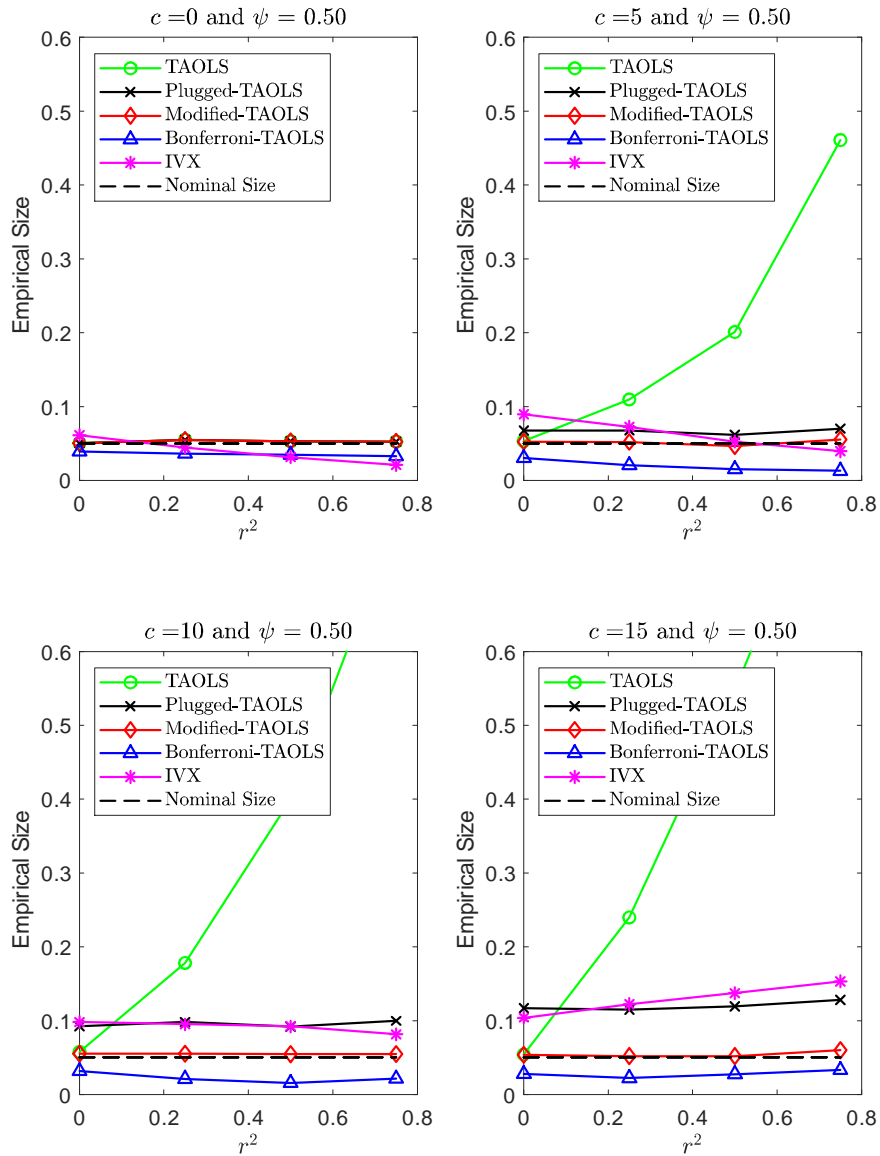 c =0 and ψ = 0.50
0.6
0.5
0.4
0.3
0.2
0.1
0
Empirical Size
TAOLS
Plugged-TAOLS
Modified-TAOLS
Bonferroni-TAOLS
IVX
Nominal Size
0 0.2 0.4 0.6 0.8
r²
c =5 and ψ = 0.50
0.6
0.5
0.4
0.3
0.2
0.1
0
Empirical Size
TAOLS
Plugged-TAOLS
Modified-TAOLS
Bonferroni-TAOLS
IVX
Nominal Size
0 0.2 0.4 0.6 0.8
r²
c =10 and ψ = 0.50
0.6
0.5
0.4
0.3
0.2
0.1
0
Empirical Size
TAOLS
Plugged-TAOLS
Modified-TAOLS
Bonferroni-TAOLS
IVX
Nominal Size
0 0.2 0.4 0.6 0.8
r²
c =15 and ψ = 0.50
0.6
0.5
0.4
0.3
0.2
0.1
0
Empirical Size
TAOLS
Plugged-TAOLS
Modified-TAOLS
Bonferroni-TAOLS
IVX
Nominal Size
0 0.2 0.4 0.6 0.8
r²